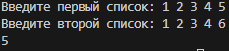 Введите первый список: 1 2 3 4 5
Введите второй список: 1 2 3 4 6
5